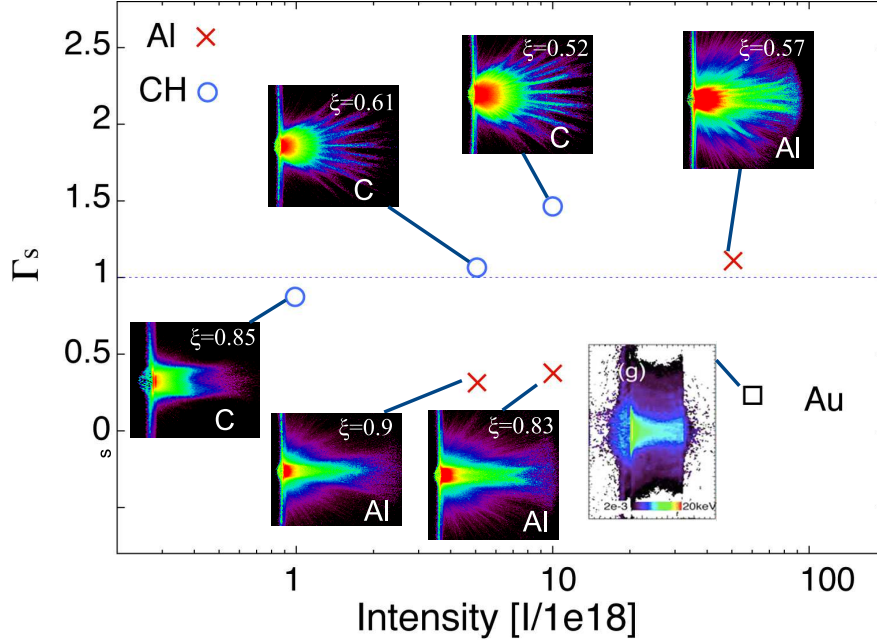 2.5
2
1.5
1
0.5
0
Γs
s
Al
CH
ξ=0.61
C
ξ=0.52
C
ξ=0.57
Al
ξ=0.85
C
ξ=0.9
Al
ξ=0.83
Al
(g)
2e-3 20keV
Au
1 10 100
Intensity [I/1e18]